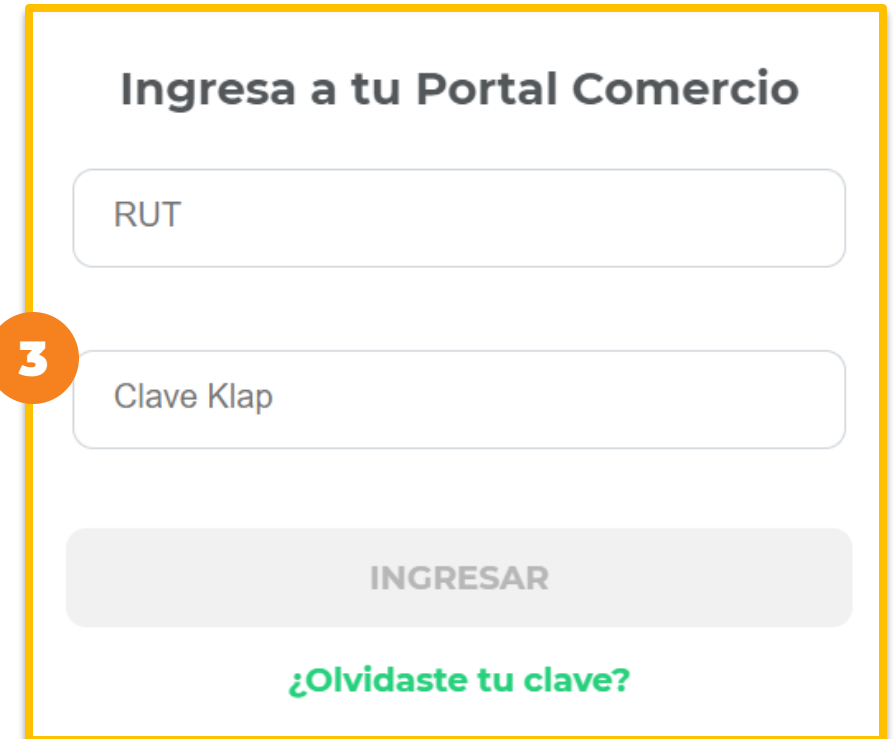 Ingresa a tu Portal Comercio
RUT
3
Clave Klap
INGRESAR
¿Olvidaste tu clave?